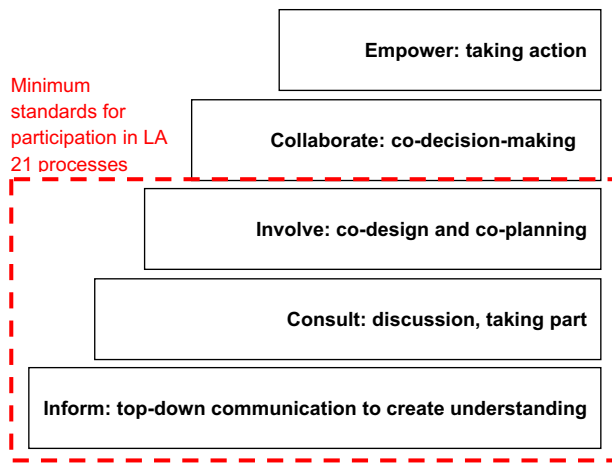 Empower: taking action
Minimum
standards for
participation in LA
21 processes
Collaborate: co-decision-making
Involve: co-design and co-planning
Consult: discussion, taking part
Inform: top-down communication to create understanding